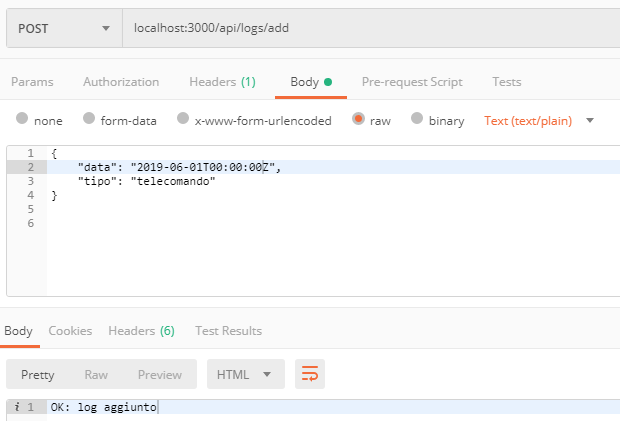 POST localhost:3000/api/logs/add
Params Authorization Headers (1) Body Pre-request Script Tests
none form-data x-www-form-urlencoded raw binary Text (text/plain)
1 {
2 "data": "2019-06-01T00:00:00Z",
3 "tipo": "telecomando"
4 }
5
6
Body Cookies Headers (6) Test Results
Pretty Raw Preview HTML
i 1 OK: log aggiunto